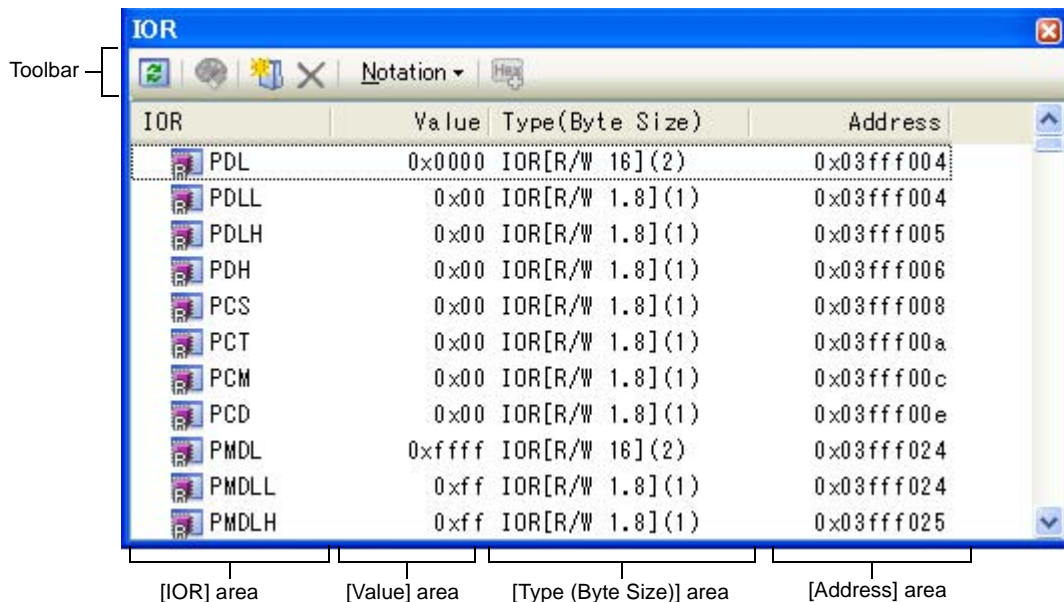 IOR
Toolbar
Notation
Hex
IOR Value Type(Byte Size) Address
PDL 0x0000 IOR[R/W 16](2) 0x03fff004
PDLL 0x00 IOR[R/W 1.8](1) 0x03fff004
PDLH 0x00 IOR[R/W 1.8](1) 0x03fff005
PDH 0x00 IOR[R/W 1.8](1) 0x03fff006
PCS 0x00 IOR[R/W 1.8](1) 0x03fff008
PCT 0x00 IOR[R/W 1.8](1) 0x03fff00a
PCM 0x00 IOR[R/W 1.8](1) 0x03fff00c
PCD 0x00 IOR[R/W 1.8](1) 0x03fff00e
PMDL 0xffff IOR[R/W 16](2) 0x03fff024
PMDLL 0xff IOR[R/W 1.8](1) 0x03fff024
PMDLH 0xff IOR[R/W 1.8](1) 0x03fff025
[IOR] area [Value] area [Type (Byte Size)] area [Address] area